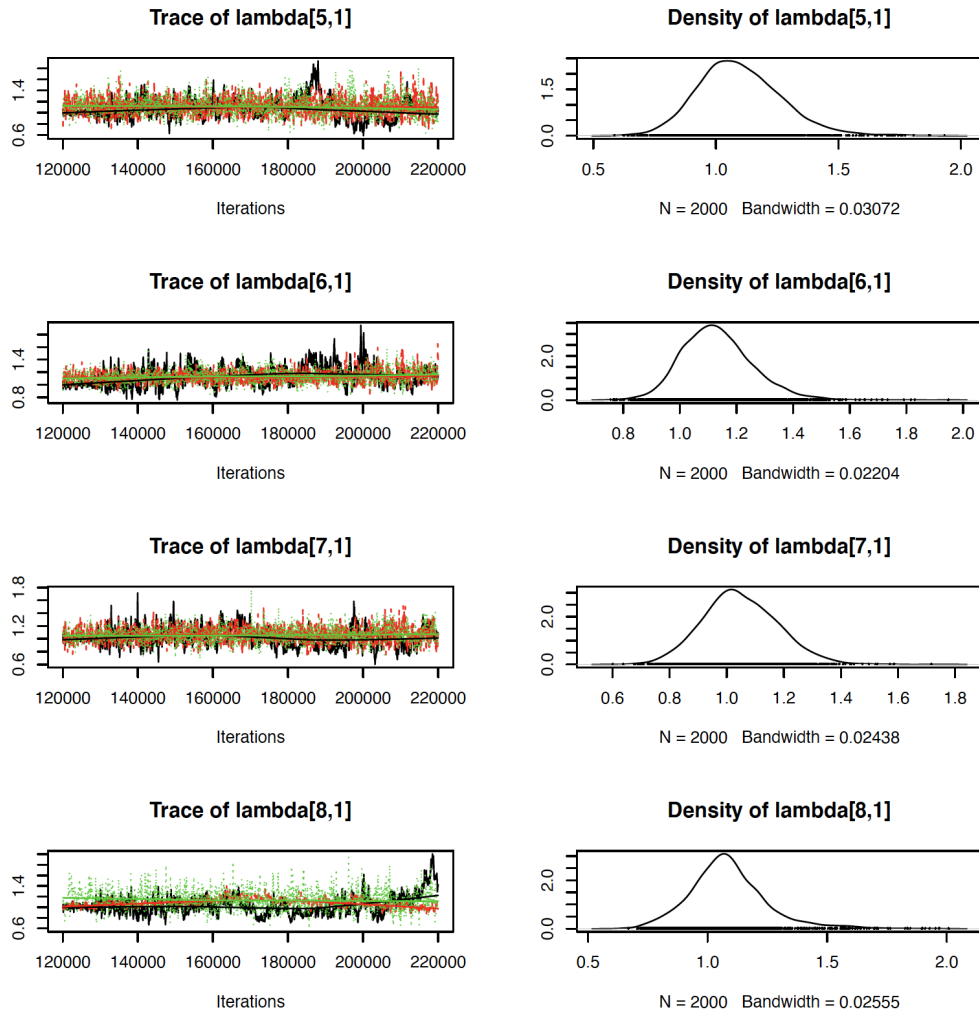 Trace of lambda[5,1]
Density of lambda[5,1]
0.6 1.4
120000 140000 160000 180000 200000 220000
Iterations
0.0 1.5
0.5 1.0 1.5 2.0
N = 2000 Bandwidth = 0.03072
Trace of lambda[6,1]
Density of lambda[6,1]
0.8 1.4
120000 140000 160000 180000 200000 220000
Iterations
0.0 2.0
0.8 1.0 1.2 1.4 1.6 1.8 2.0
N = 2000 Bandwidth = 0.02204
Trace of lambda[7,1]
Density of lambda[7,1]
0.6 1.2 1.8
120000 140000 160000 180000 200000 220000
Iterations
0.0 2.0
0.6 0.8 1.0 1.2 1.4 1.6 1.8
N = 2000 Bandwidth = 0.02438
Trace of lambda[8,1]
Density of lambda[8,1]
0.6 1.4
120000 140000 160000 180000 200000 220000
Iterations
0.0 2.0
0.5 1.0 1.5 2.0
N = 2000 Bandwidth = 0.02555